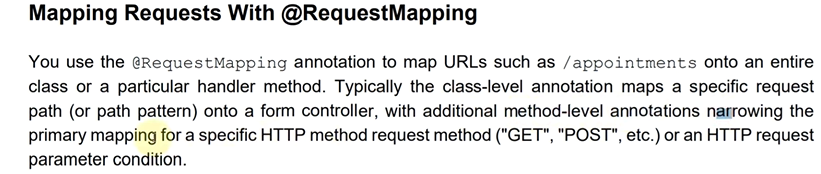 Mapping Requests With @RequestMapping
You use the @RequestMapping annotation to map URLs such as /appointments onto an entire
class or a particular handler method. Typically the class-level annotation maps a specific request
path (or path pattern) onto a form controller, with additional method-level annotations narrowing the
primary mapping for a specific HTTP method request method ("GET", "POST", etc.) or an HTTP request
parameter condition.